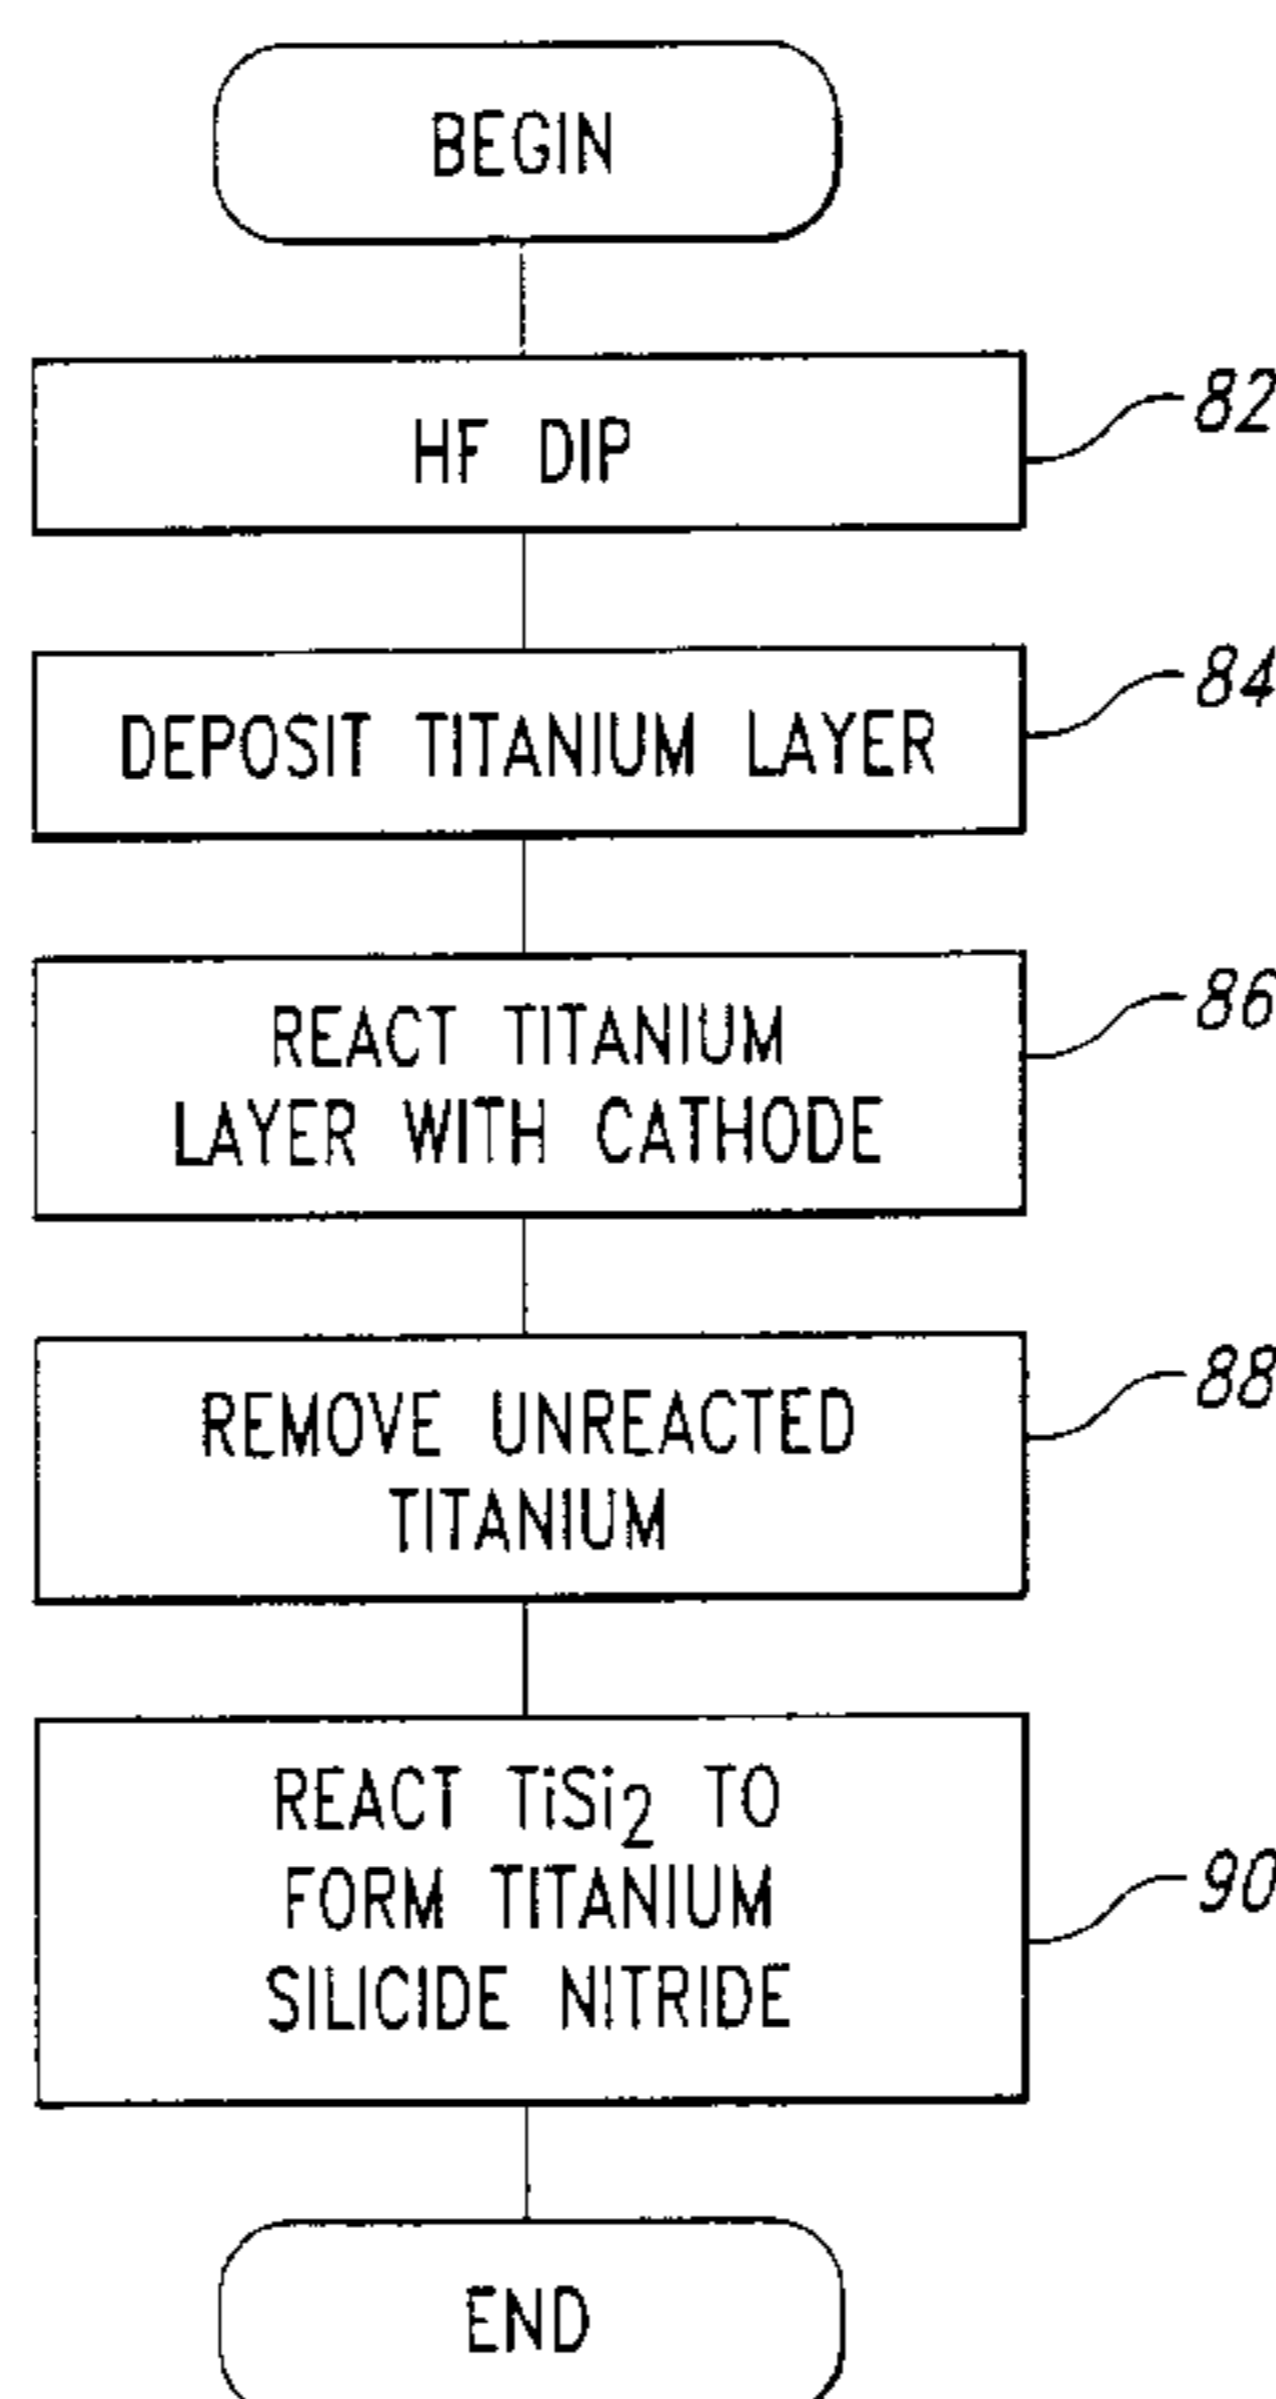 BEGIN
HF DIP
82
DEPOSIT TITANIUM LAYER
84
REACT TITANIUM
LAYER WITH CATHODE
86
REMOVE UNREACTED
TITANIUM
88
REACT TiSi₂ TO
FORM TITANIUM
SILICIDE NITRIDE
90
END